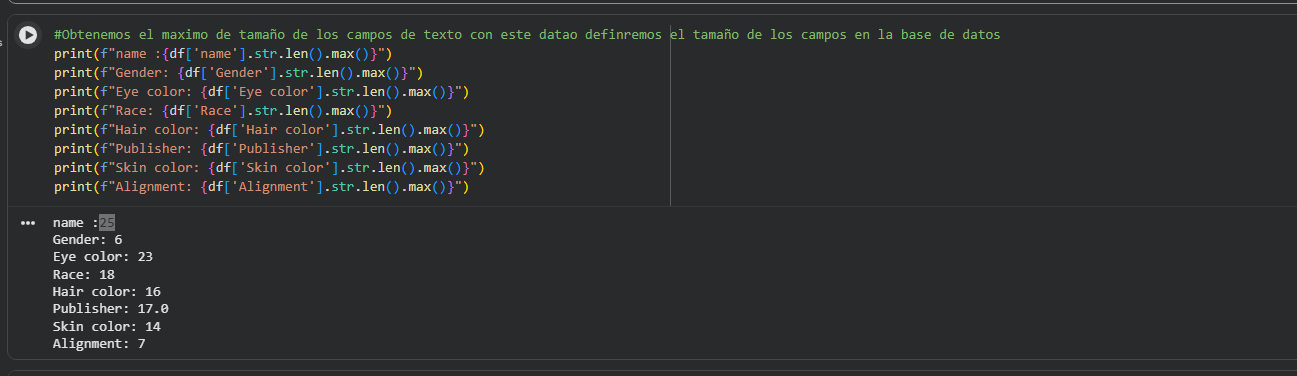 #Obtenemos el maximo de tamaño de los campos de texto con este datao definremos el tamaño de los campos en la base de datos
print(f"name :{df['name'].str.len().max()}")
print(f"Gender: {df['Gender'].str.len().max()}")
print(f"Eye color: {df['Eye color'].str.len().max()}")
print(f"Race: {df['Race'].str.len().max()}")
print(f"Hair color: {df['Hair color'].str.len().max()}")
print(f"Publisher: {df['Publisher'].str.len().max()}")
print(f"Skin color: {df['Skin color'].str.len().max()}")
print(f"Alignment: {df['Alignment'].str.len().max()}")
name :25
Gender: 6
Eye color: 23
Race: 18
Hair color: 16
Publisher: 17.0
Skin color: 14
Alignment: 7